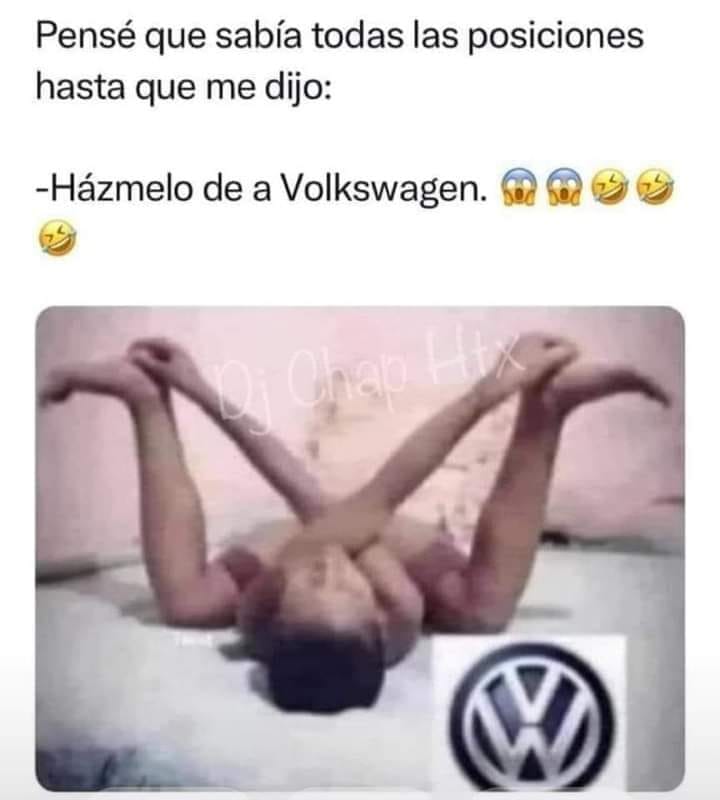 Pensé que sabía todas las posiciones
hasta que me dijo:
-Házmelo de a Volkswagen. 😱😱🤣🤣
🤣
Dj Chap Htx